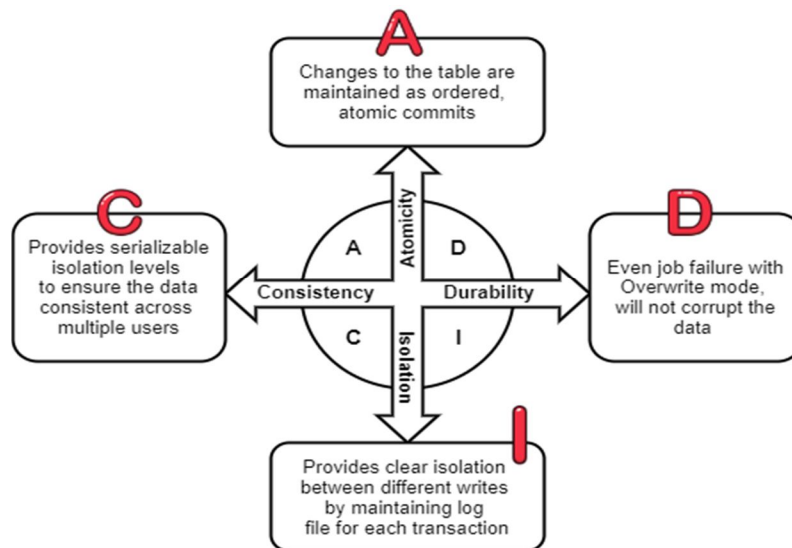 A
Changes to the table are
maintained as ordered,
atomic commits
C
Provides serializable
isolation levels
to ensure the data
consistent across
multiple users
A
Atomicity
D
Consistency
Durability
C
Isolation
I
D
Even job failure with
Overwrite mode,
will not corrupt the
data
I
Provides clear isolation
between different writes
by maintaining log
file for each transaction